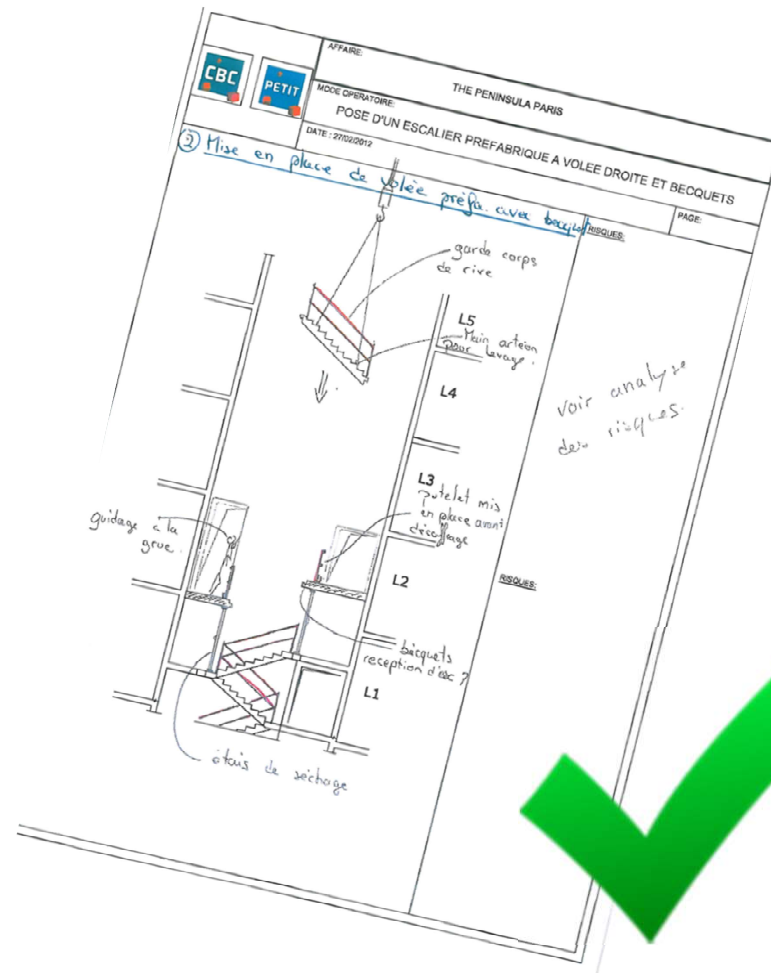 CBC
PETIT
AFFAIRE:
THE PENINSULA PARIS
MODE OPERATOIRE:
POSE D'UN ESCALIER PREFABRIQUE A VOLEE DROITE ET BECQUETS
DATE : 27/02/2012
PAGE:
② Mise en place de volée préfa. avec becquet
RISQUES:
garde corps
de rive
L5
Main artéon
pour levage.
L4
voir analyse
des risques.
L3
Potelet mis
en place avant
décoffrage
guidage à la
grue.
L2
RISQUES:
becquets
reception d'esc ?
L1
étais de séchage